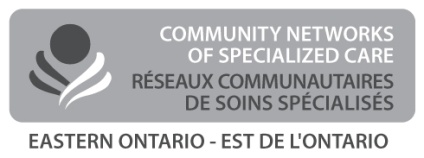 COMMUNITY NETWORKS
OF SPECIALIZED CARE
RÉSEAUX COMMUNAUTAIRES
DE SOINS SPÉCIALISÉS
EASTERN ONTARIO - EST DE L'ONTARIO